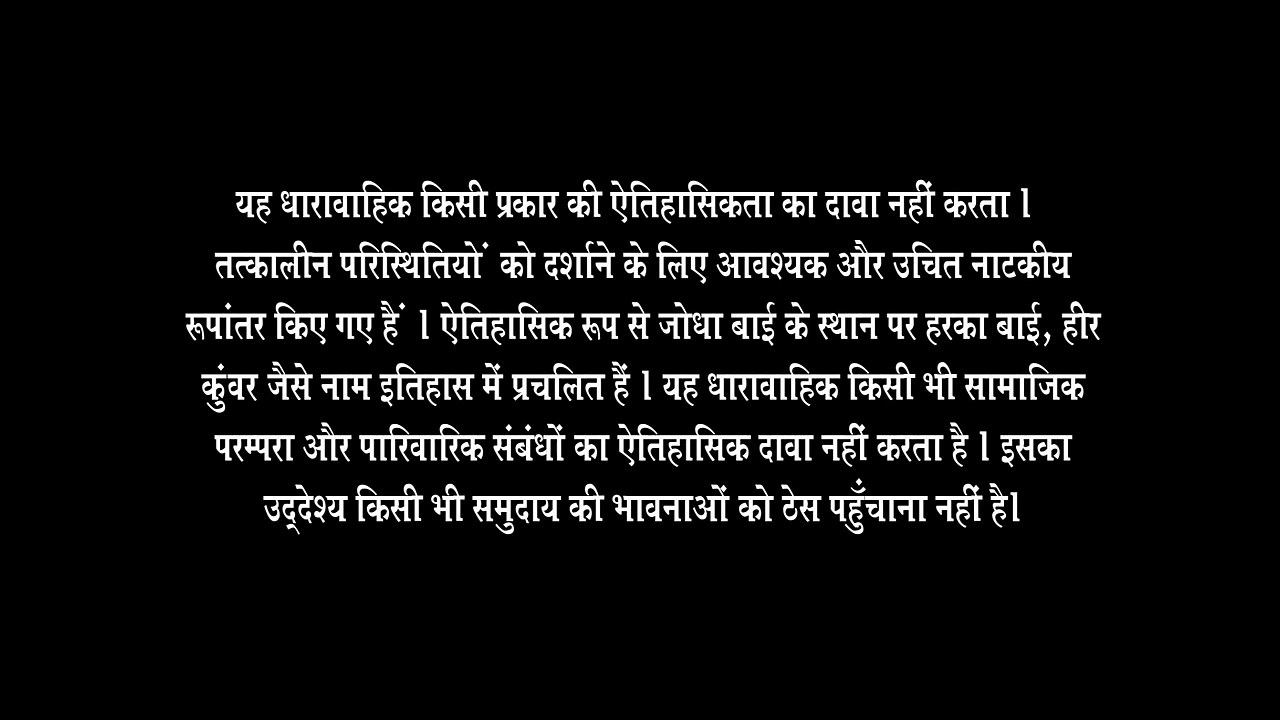 यह धारावाहिक किसी प्रकार की ऐतिहासिकता का दावा नहीं करता l
तत्कालीन परिस्थितियों को दर्शाने के लिए आवश्यक और उचित नाटकीय
रूपांतर किए गए हैं l ऐतिहासिक रूप से जोधा बाई के स्थान पर हरका बाई, हीर
कुंवर जैसे नाम इतिहास में प्रचलित हैं l यह धारावाहिक किसी भी सामाजिक
परम्परा और पारिवारिक संबंधों का ऐतिहासिक दावा नहीं करता है l इसका
उद्‌देश्य किसी भी समुदाय की भावनाओं को ठेस पहुँचाना नहीं है।